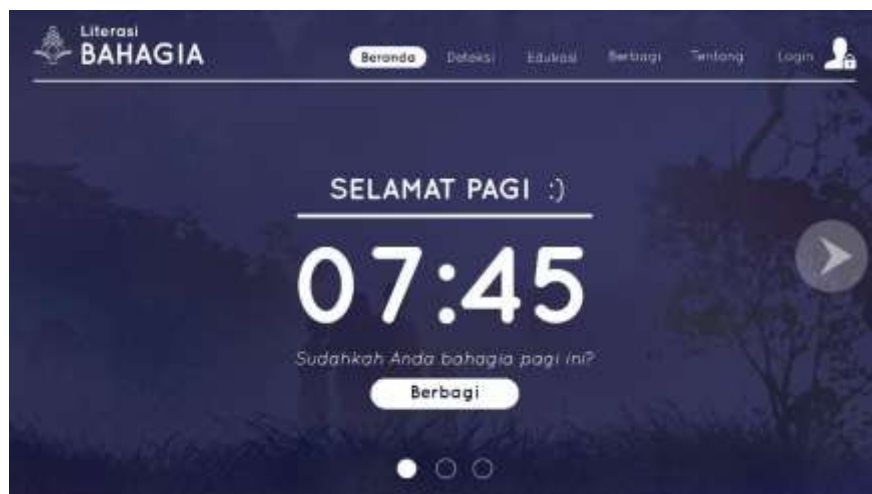 Literasi
BAHAGIA
Beranda Deteksi Edukasi Berbagi Tentang Login
SELAMAT PAGI :)
07:45
Sudahkah Anda bahagia pagi ini?
Berbagi